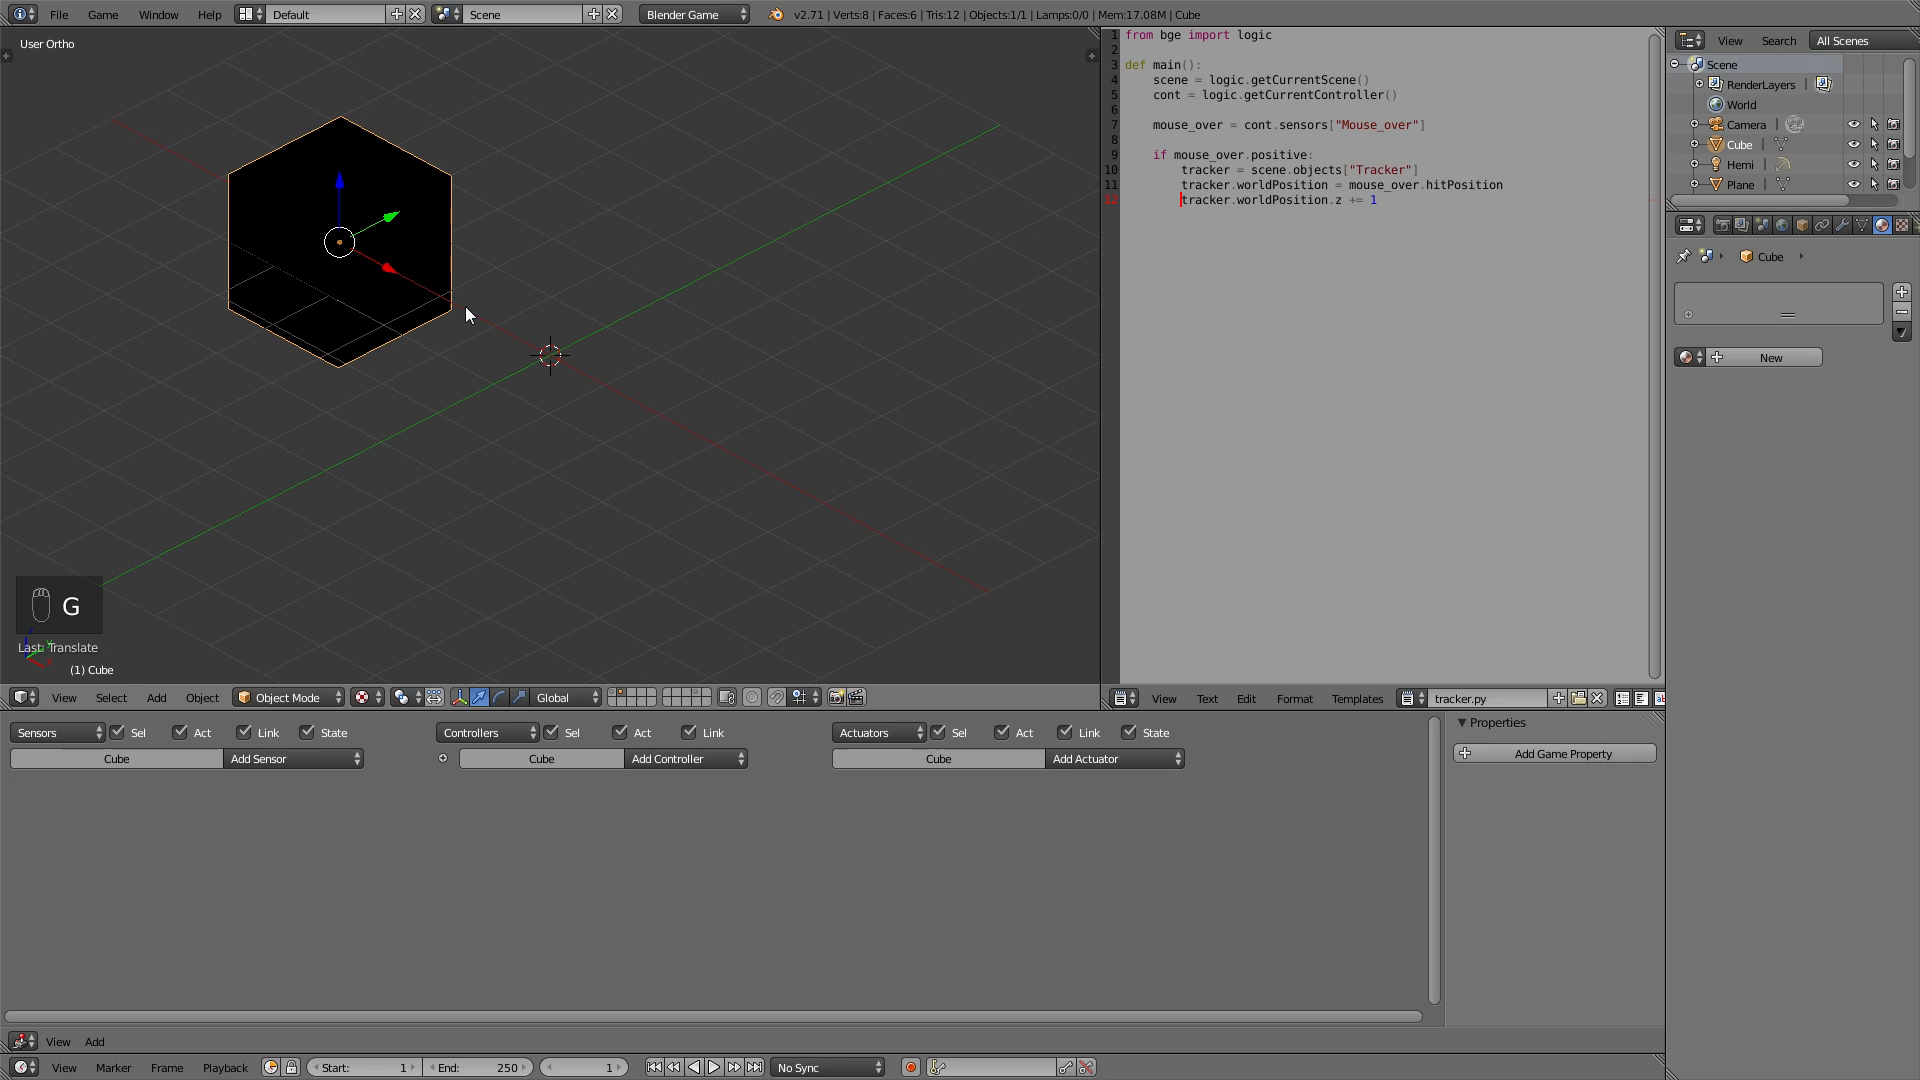 File Game Window Help Default Scene Blender Game v2.71 | Verts:8 | Faces:6 | Tris:12 | Objects:1/1 | Lamps:0/0 | Mem:17.08M | Cube
User Ortho
1 from bge import logic
2
3 def main():
4 scene = logic.getCurrentScene()
5 cont = logic.getCurrentController()
6
7 mouse_over = cont.sensors["Mouse_over"]
8
9 if mouse_over.positive:
10 tracker = scene.objects["Tracker"]
11 tracker.worldPosition = mouse_over.hitPosition
12 tracker.worldPosition.z += 1
View Search All Scenes
Scene
RenderLayers |
World
Camera |
Cube |
Hemi |
Plane |
Cube
New
G
Last: Translate
(1) Cube
View Select Add Object Object Mode Global
View Text Edit Format Templates tracker.py
Sensors Sel Act Link State Controllers Sel Act Link Actuators Sel Act Link State
Cube Add Sensor Cube Add Controller Cube Add Actuator
Properties
Add Game Property
View Add
View Marker Frame Playback Start: 1 End: 250 1 No Sync